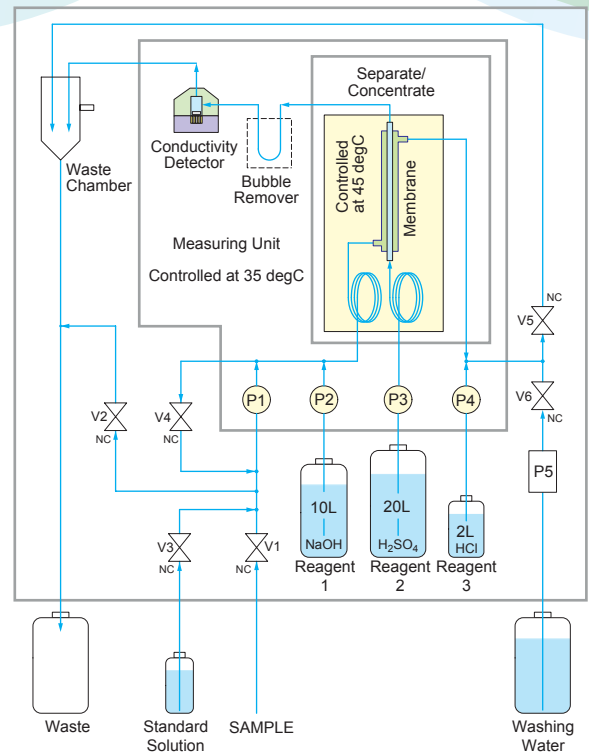 Separate/
Concentrate
Controlled
at 45 degC
Membrane
Conductivity
Detector
Bubble
Remover
Waste
Chamber
Measuring Unit
Controlled at 35 degC
NC
V5
V6
NC
P1
P2
P3
P4
V2
NC
V4
NC
P5
10L
NaOH
20L
H₂SO₄
2L
HCl
V3
NC
V1
NC
Reagent
1
Reagent
2
Reagent
3
Waste
Standard
Solution
SAMPLE
Washing
Water